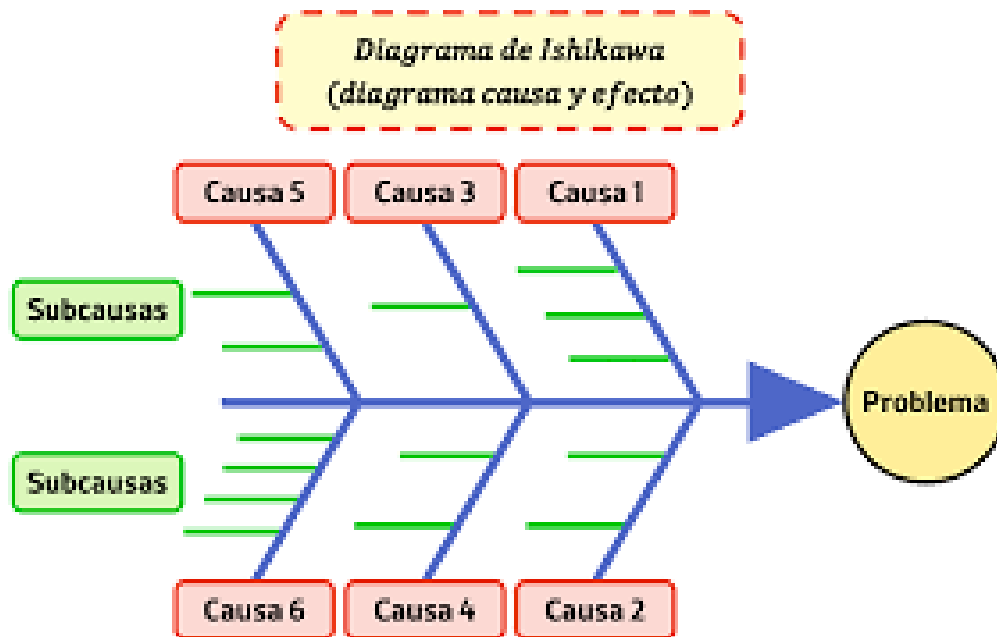 Diagrama de Ishikawa
(diagrama causa y efecto)
Causa 5
Causa 3
Causa 1
Subcausas
Problema
Subcausas
Causa 6
Causa 4
Causa 2